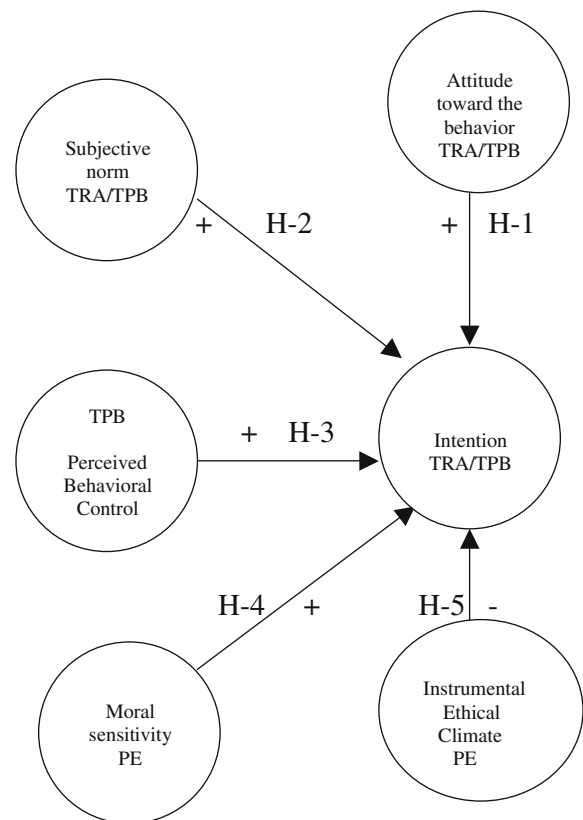 Attitude
toward the
behavior
TRA/TPB
Subjective
norm
TRA/TPB
+ H-2
+ H-1
TPB
Perceived
Behavioral
Control
+ H-3
Intention
TRA/TPB
H-4 +
H-5 -
Moral
sensitivity
PE
Instrumental
Ethical
Climate
PE